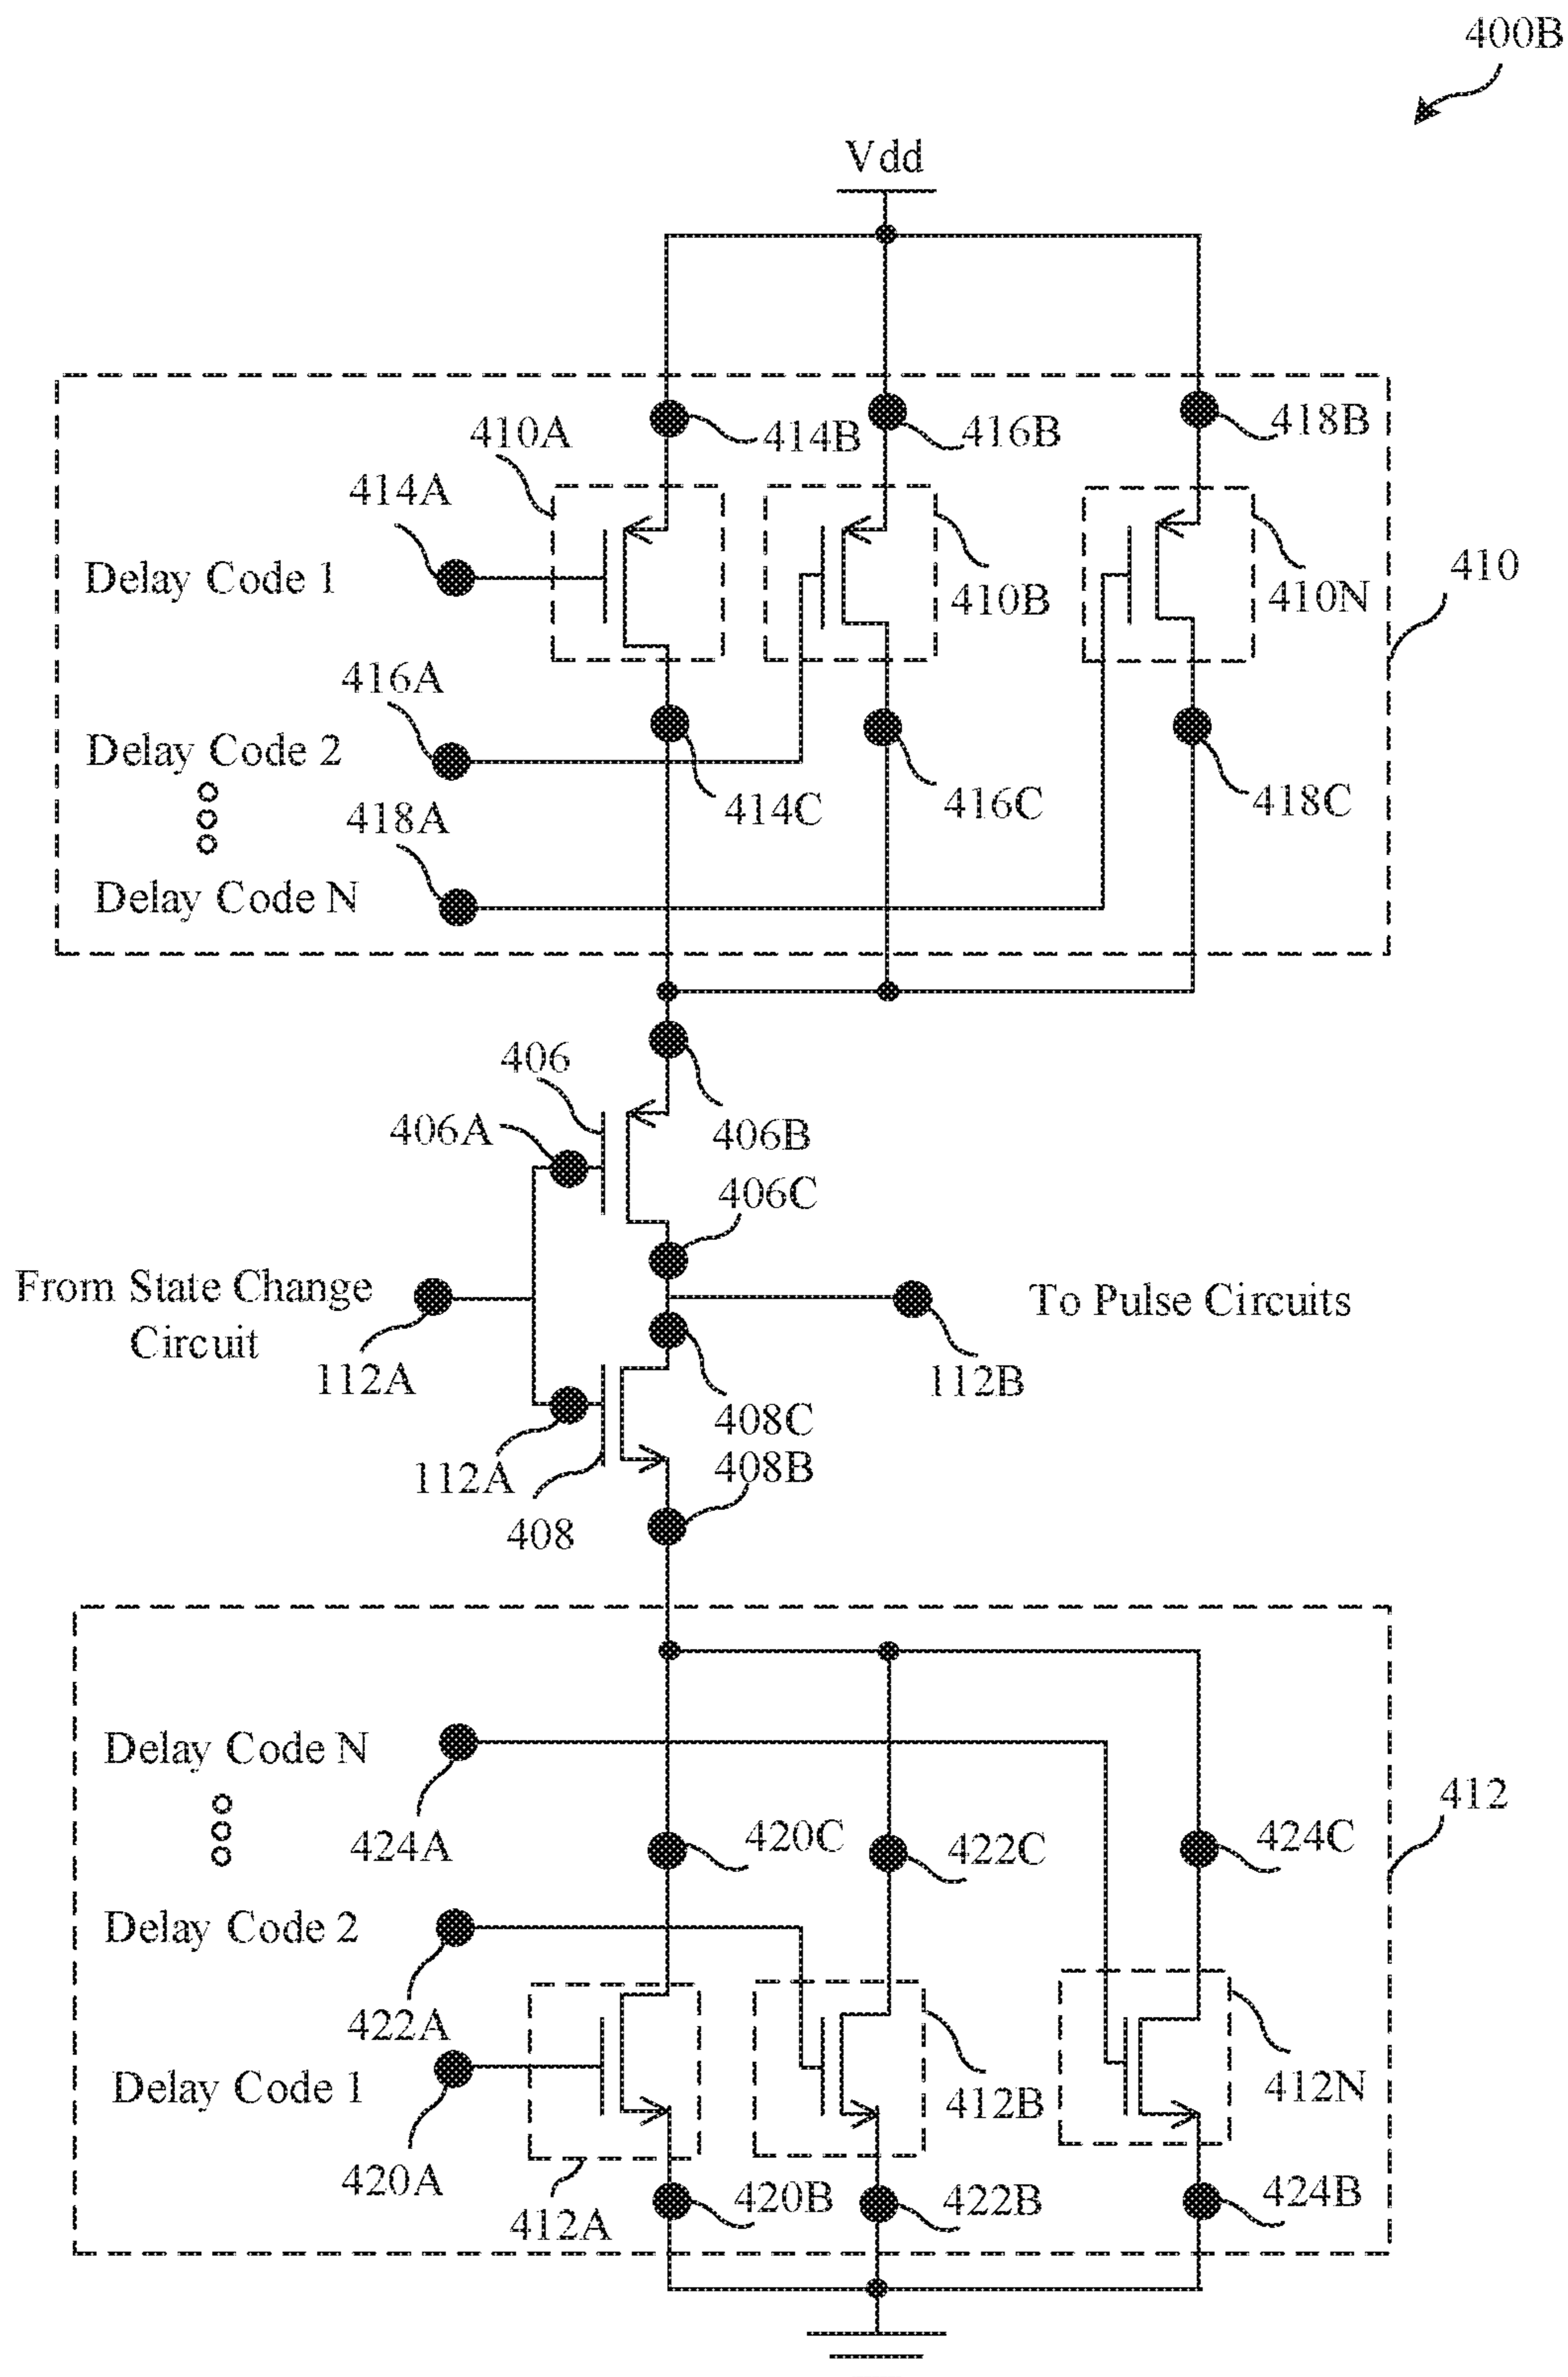 400B
Vdd
410A
414B
416B
418B
414A
Delay Code 1
410B
410N
410
416A
Delay Code 2
414C
416C
418C
418A
Delay Code N
406
406A
406B
406C
From State Change
Circuit
To Pulse Circuits
112A
112B
408C
112A
408B
408
Delay Code N
424A
420C
422C
424C
412
Delay Code 2
422A
Delay Code 1
412B
412N
420A
420B
422B
424B
412A